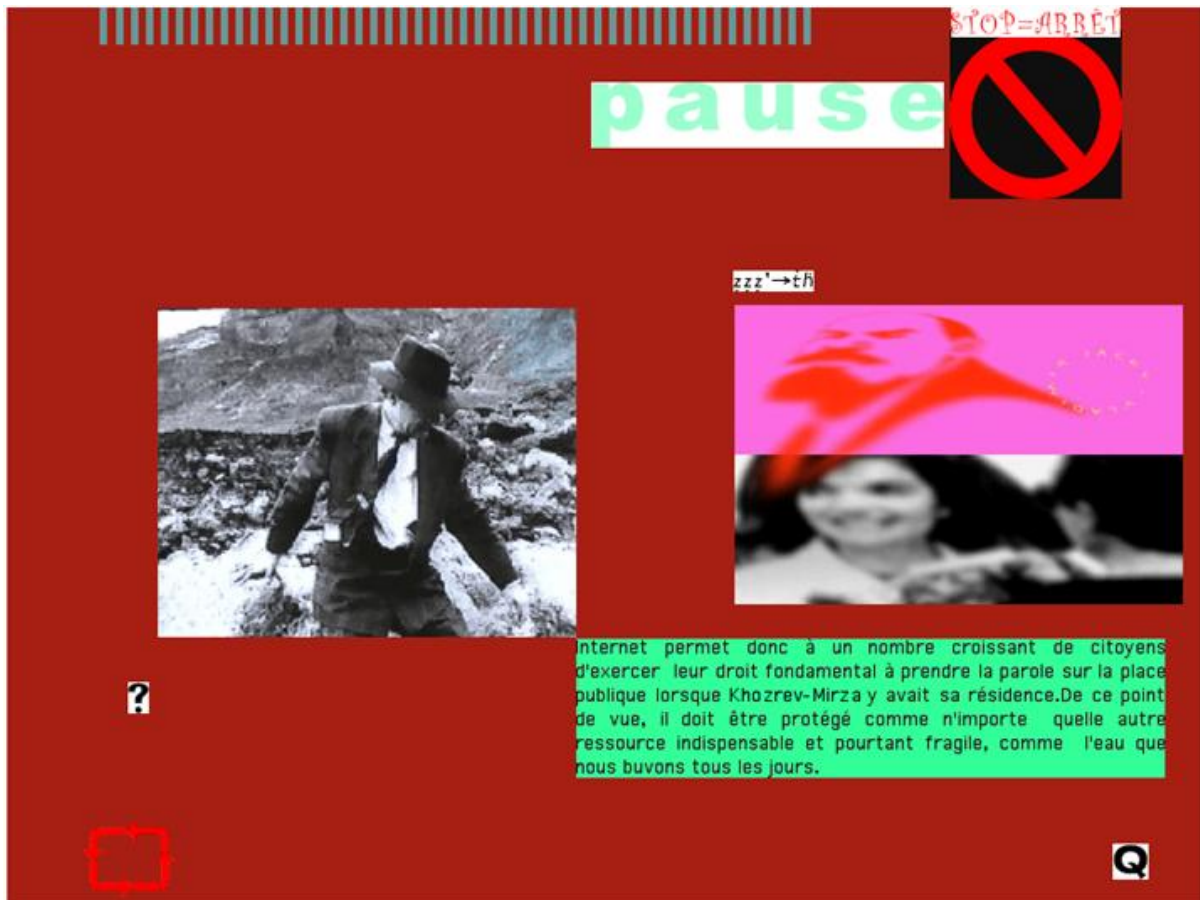 STOP=ARRÊT
pause
zzz'→th
Internet permet donc à un nombre croissant de citoyens
d'exercer leur droit fondamental à prendre la parole sur la place
publique lorsque Khozrev-Mirza y avait sa résidence.De ce point
de vue, il doit être protégé comme n'importe quelle autre
ressource indispensable et pourtant fragile, comme l'eau que
nous buvons tous les jours.
?
Q